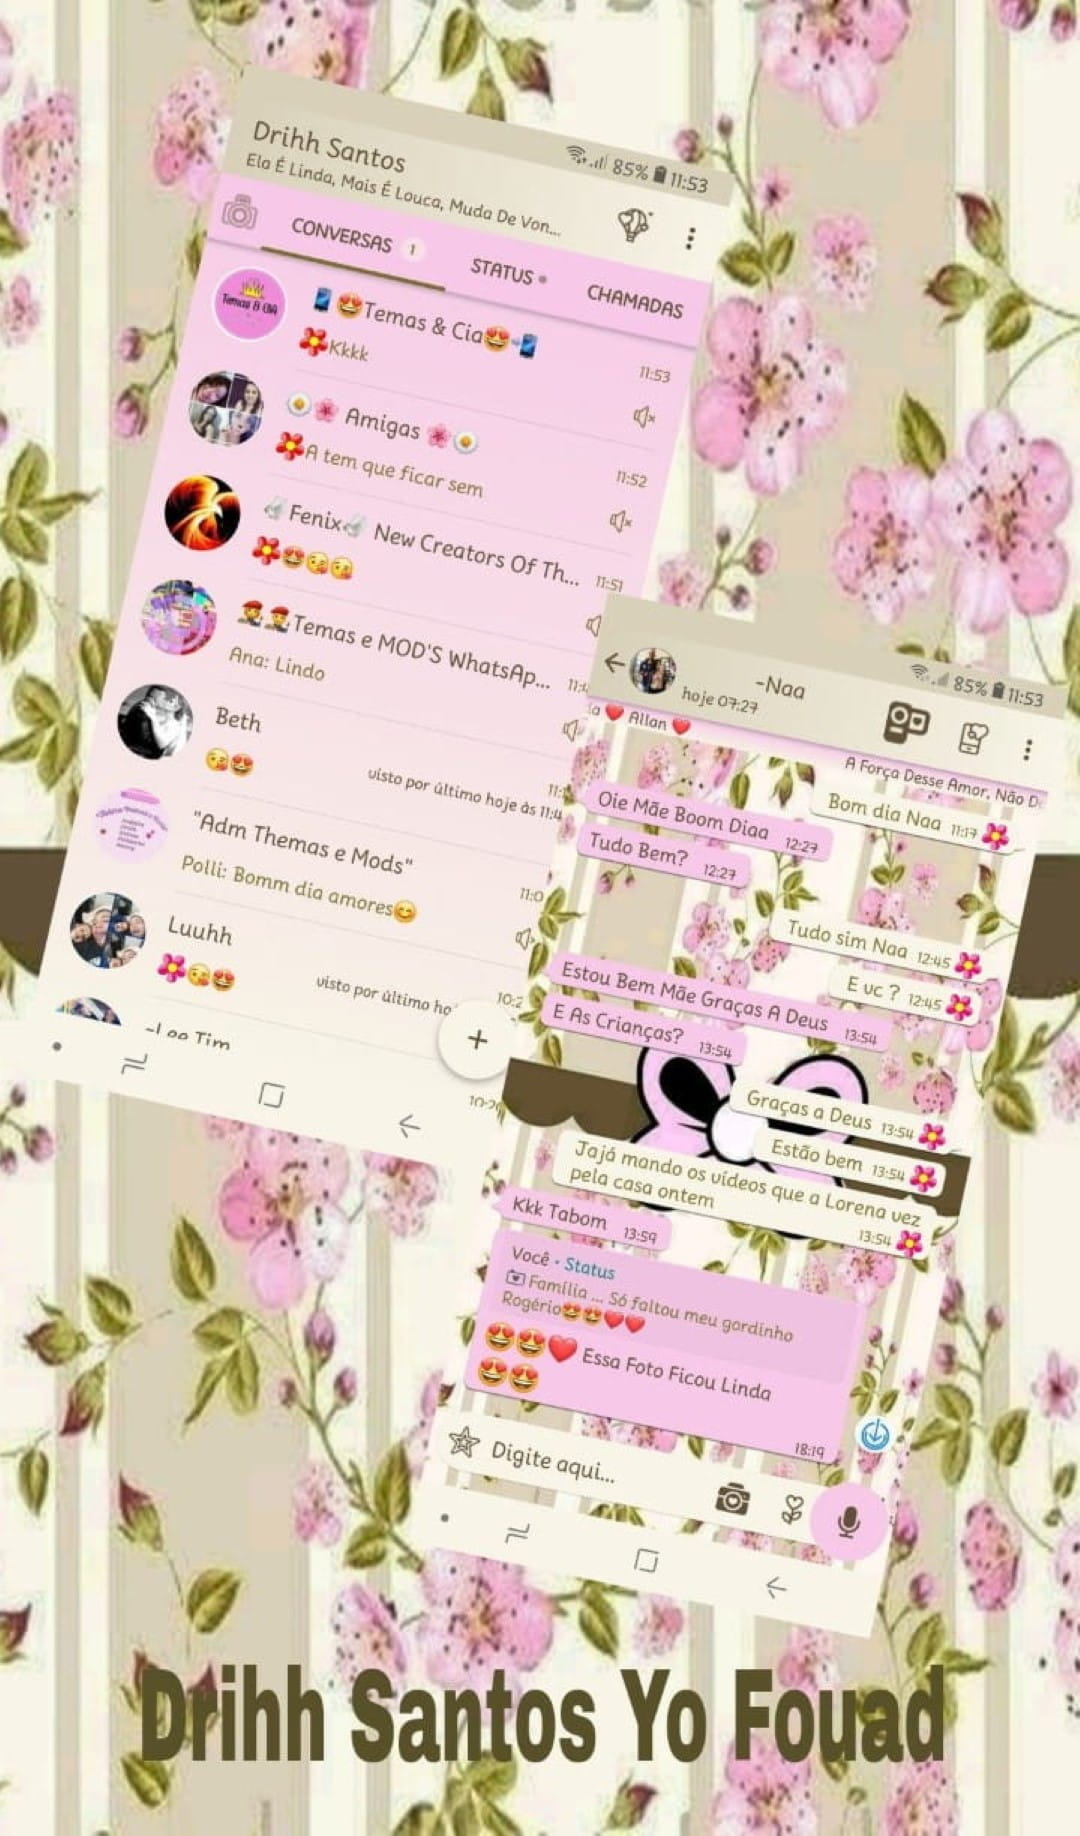 Drihh Santos
Ela É Linda, Mais É Louca, Muda De Von...
85% 11:53
CONVERSAS 1
STATUS
CHAMADAS
Temas & CIA
📱🤩Temas & Cia🤩📲
Kkkk
11:53
🍳🌸 Amigas 🌸🍳
A tem que ficar sem
11:52
Fenix New Creators Of Th...
🤩😘😘
11:51
Temas e MOD'S WhatsAp...
Ana: Lindo
11:4
Beth
😘🤩
visto por último hoje às 11:4
11:1
"Adm Themas e Mods"
Polli: Bomm dia amores😊
11:0
Luuhh
🌸😘🤩
visto por último ho
10:2
-Lee Tim
10:20
+
85% 11:53
-Naa
hoje 07:27
❤️ Allan ❤️
A Força Desse Amor, Não D
Bom dia Naa 11:17
Oie Mãe Boom Diaa 12:27
Tudo Bem? 12:27
Tudo sim Naa 12:45
E vc ? 12:45
Estou Bem Mãe Graças A Deus 13:54
E As Crianças? 13:54
Graças a Deus 13:54
Estão bem 13:54
Jajá mando os vídeos que a Lorena vez
pela casa ontem
13:54
Kkk Tabom 13:59
Você • Status
Família ... Só faltou meu gordinho
Rogério🤩🤩❤️❤️
🤩🤩❤️ Essa Foto Ficou Linda
🤩🤩
18:19
Digite aqui...
Drihh Santos Yo Fouad